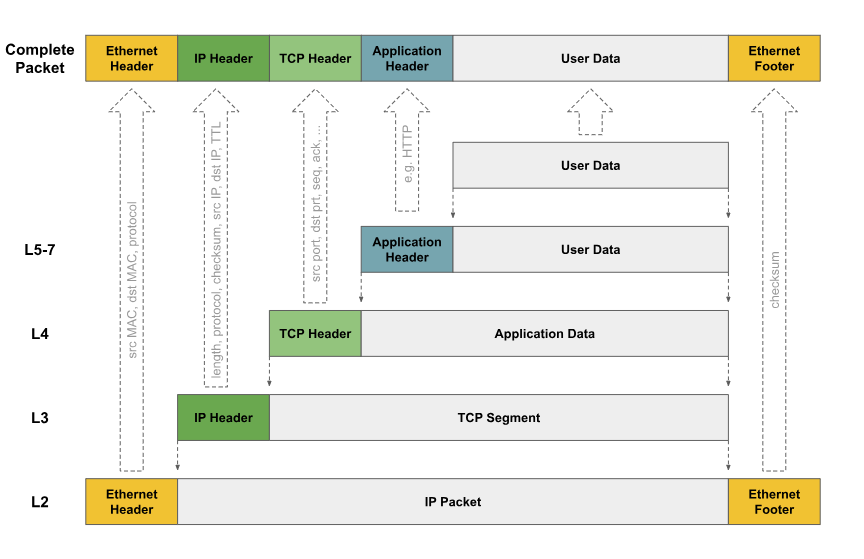 Complete
Packet
Ethernet
Header
IP Header
TCP Header
Application
Header
User Data
Ethernet
Footer
src MAC, dst MAC, protocol
length, protocol, checksum, src IP, dst IP, TTL
src port, dst prt, seq, ack, ...
e.g. HTTP
checksum
User Data
L5-7
Application
Header
User Data
L4
TCP Header
Application Data
L3
IP Header
TCP Segment
L2
Ethernet
Header
IP Packet
Ethernet
Footer